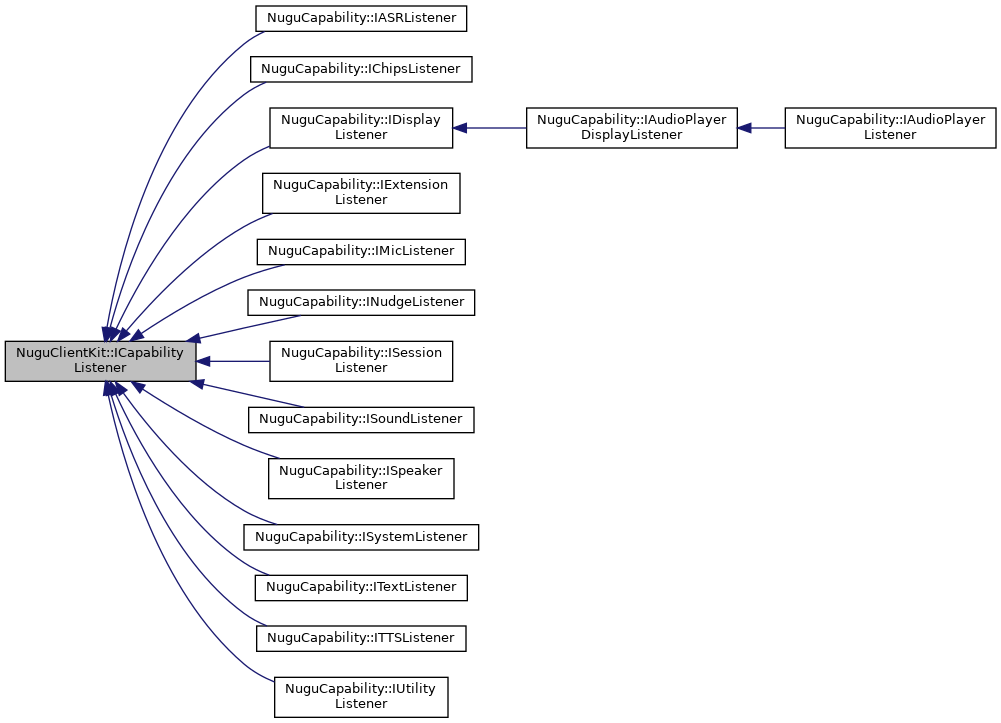 NuguCapability::IASRListener
NuguCapability::IChipsListener
NuguCapability::IDisplay
Listener
NuguCapability::IAudioPlayer
DisplayListener
NuguCapability::IAudioPlayer
Listener
NuguCapability::IExtension
Listener
NuguCapability::IMicListener
NuguCapability::INudgeListener
NuguClientKit::ICapability
Listener
NuguCapability::ISession
Listener
NuguCapability::ISoundListener
NuguCapability::ISpeaker
Listener
NuguCapability::ISystemListener
NuguCapability::ITextListener
NuguCapability::ITTSListener
NuguCapability::IUtility
Listener